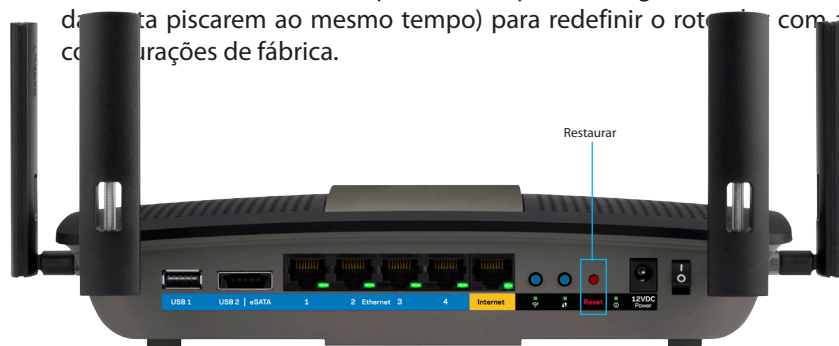 piscarem ao mesmo tempo) para redefinir o com
de fábrica.
Restaurar
USB 1 USB 2 | eSATA 1 2 Ethernet 3 4 Internet Reset 12VDC
Power